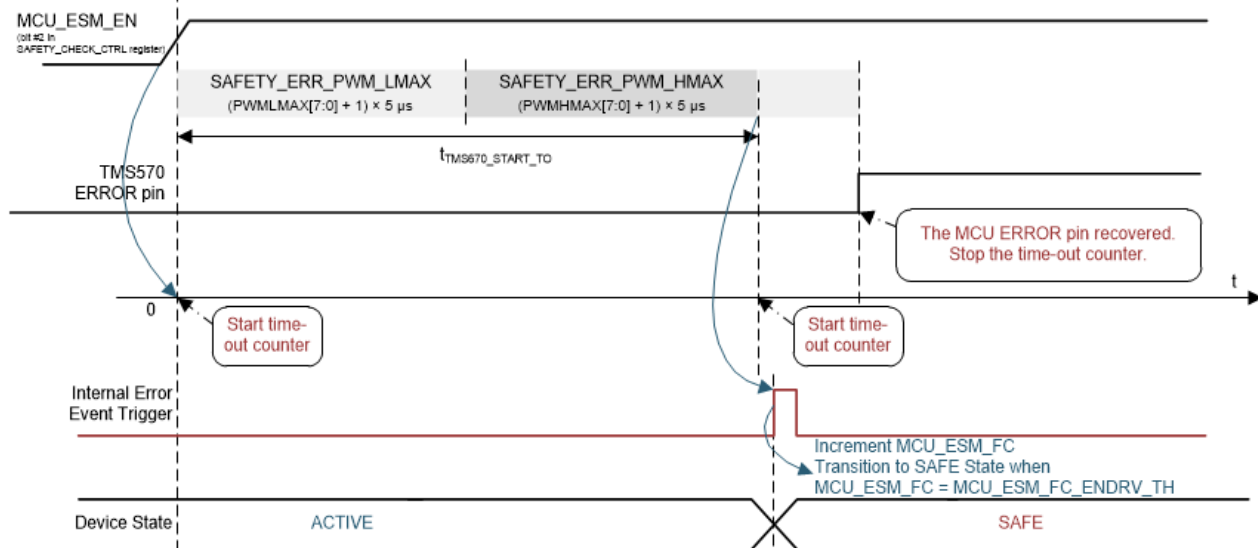 MCU_ESM_EN
(bit #2 in
SAFETY_CHECK_CTRL register)
SAFETY_ERR_PWM_LMAX
(PWMLMAX[7:0] + 1) × 5 µs
SAFETY_ERR_PWM_HMAX
(PWMHMAX[7:0] + 1) × 5 µs
tTMS570_START_TO
TMS570
ERROR pin
The MCU ERROR pin recovered.
Stop the time-out counter.
t
0
Start time-
out counter
Start time-
out counter
Internal Error
Event Trigger
Increment MCU_ESM_FC
Transition to SAFE State when
MCU_ESM_FC = MCU_ESM_FC_ENDRV_TH
Device State
ACTIVE
SAFE